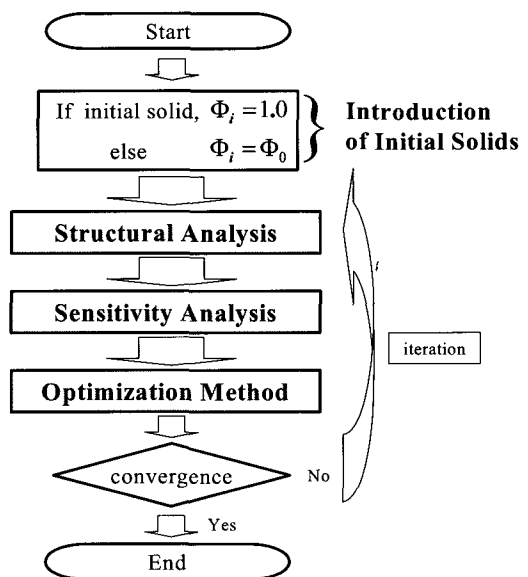 Start
If initial solid, Φi = 1.0
else Φi = Φ0
Introduction
of Initial Solids
Structural Analysis
Sensitivity Analysis
iteration
Optimization Method
convergence
No
Yes
End